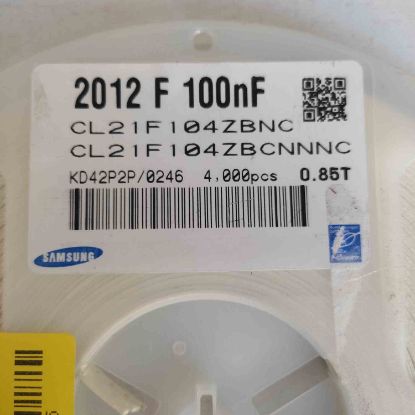 2012 F 100nF
CL21F104ZBNC
CL21F104ZBCNNNC
KD42P2P/0246 4,000pcs 0.85T
SAMSUNG